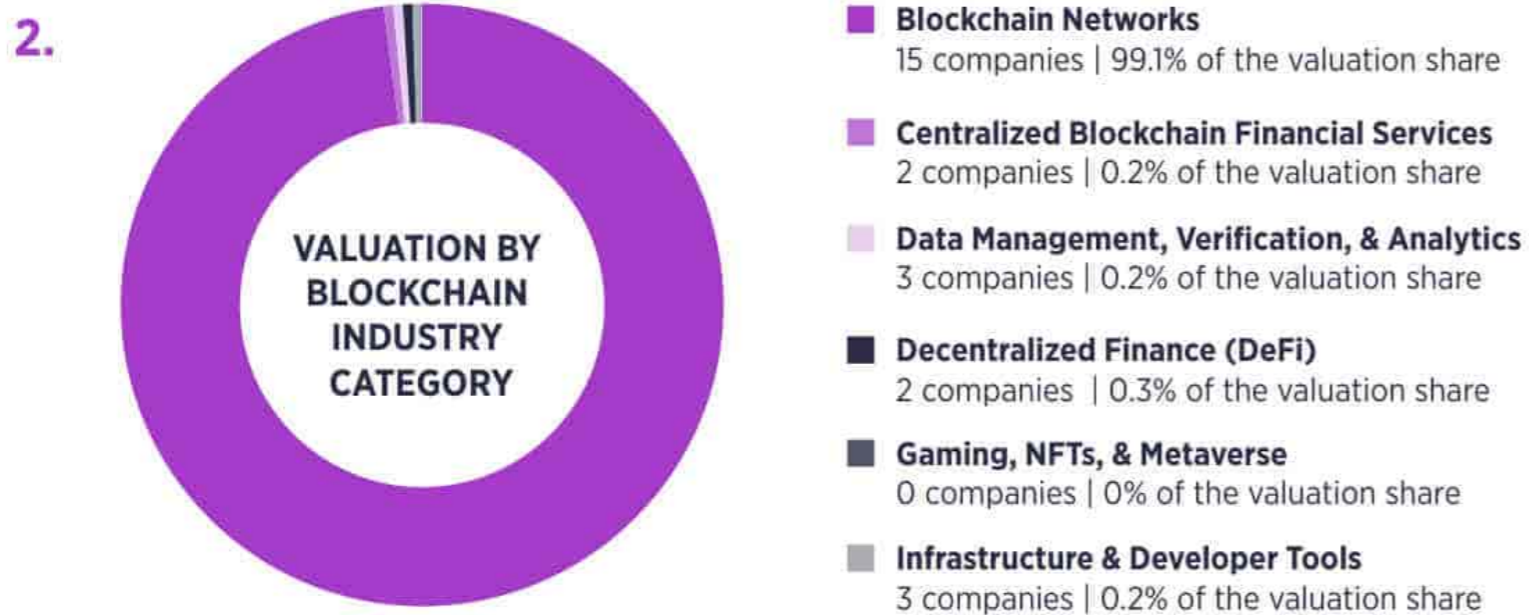 2.
VALUATION BY
BLOCKCHAIN
INDUSTRY
CATEGORY
Blockchain Networks
15 companies | 99.1% of the valuation share
Centralized Blockchain Financial Services
2 companies | 0.2% of the valuation share
Data Management, Verification, & Analytics
3 companies | 0.2% of the valuation share
Decentralized Finance (DeFi)
2 companies | 0.3% of the valuation share
Gaming, NFTs, & Metaverse
0 companies | 0% of the valuation share
Infrastructure & Developer Tools
3 companies | 0.2% of the valuation share